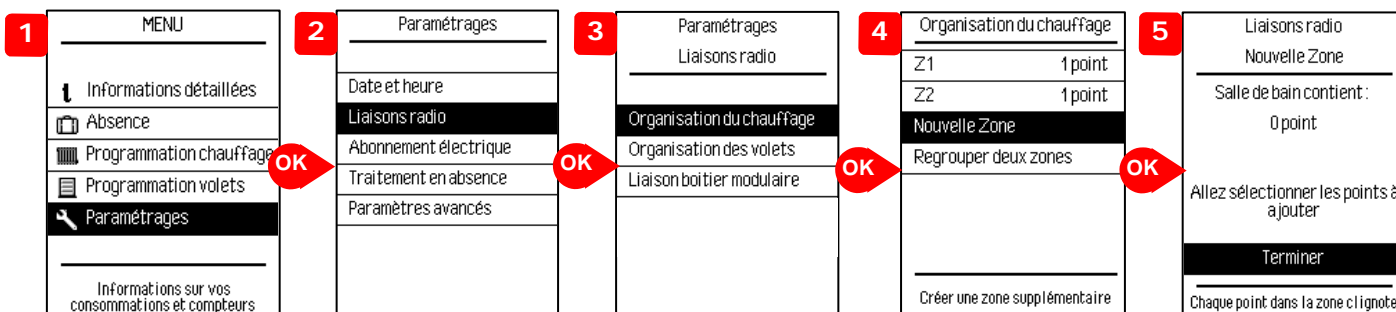 1
MENU
Informations détaillées
Absence
Programmation chauffage
Programmation volets
Paramétrages
Informations sur vos
consommations et compteurs
OK
2
Paramétrages
Date et heure
Liaisons radio
Abonnement électrique
Traitement en absence
Paramètres avancés
OK
3
Paramétrages
Liaisons radio
Organisation du chauffage
Organisation des volets
Liaison boitier modulaire
OK
4
Organisation du chauffage
Z1 1 point
Z2 1 point
Nouvelle Zone
Regrouper deux zones
Créer une zone supplémentaire
OK
5
Liaisons radio
Nouvelle Zone
Salle de bain contient :
0 point
Allez sélectionner les points à
ajouter
Terminer
Chaque point dans la zone clignote